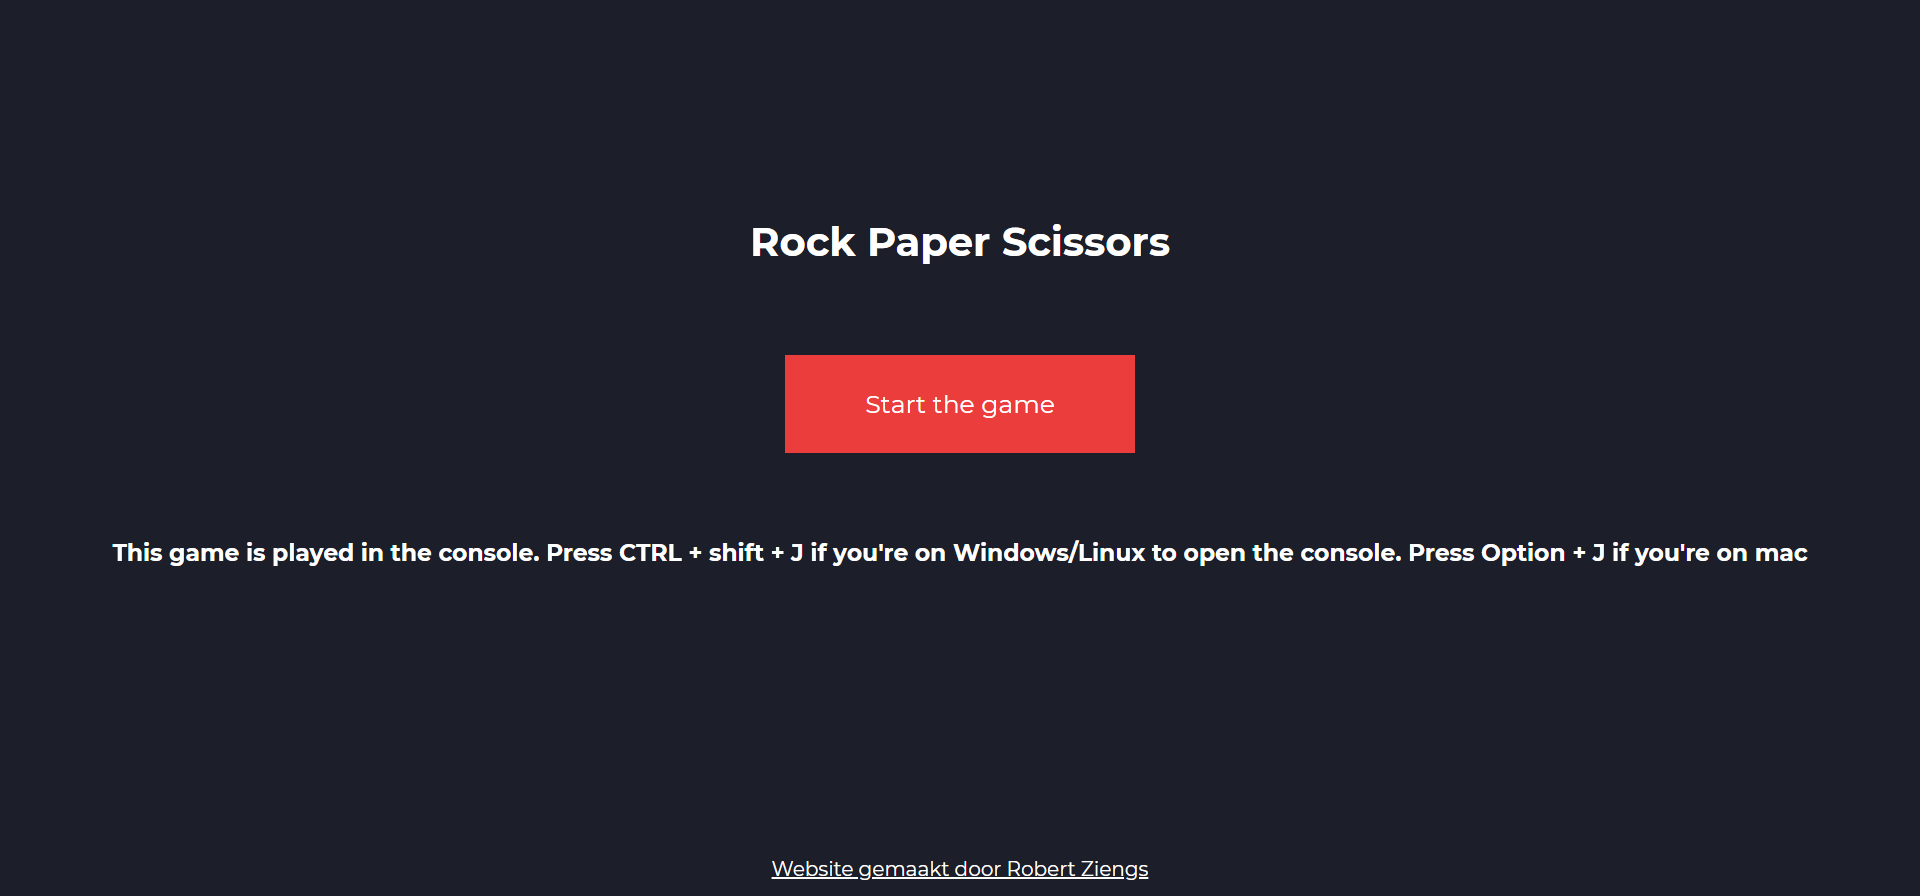 Rock Paper Scissors
Start the game
This game is played in the console. Press CTRL + shift + J if you're on Windows/Linux to open the console. Press Option + J if you're on mac
Website gemaakt door Robert Ziengs